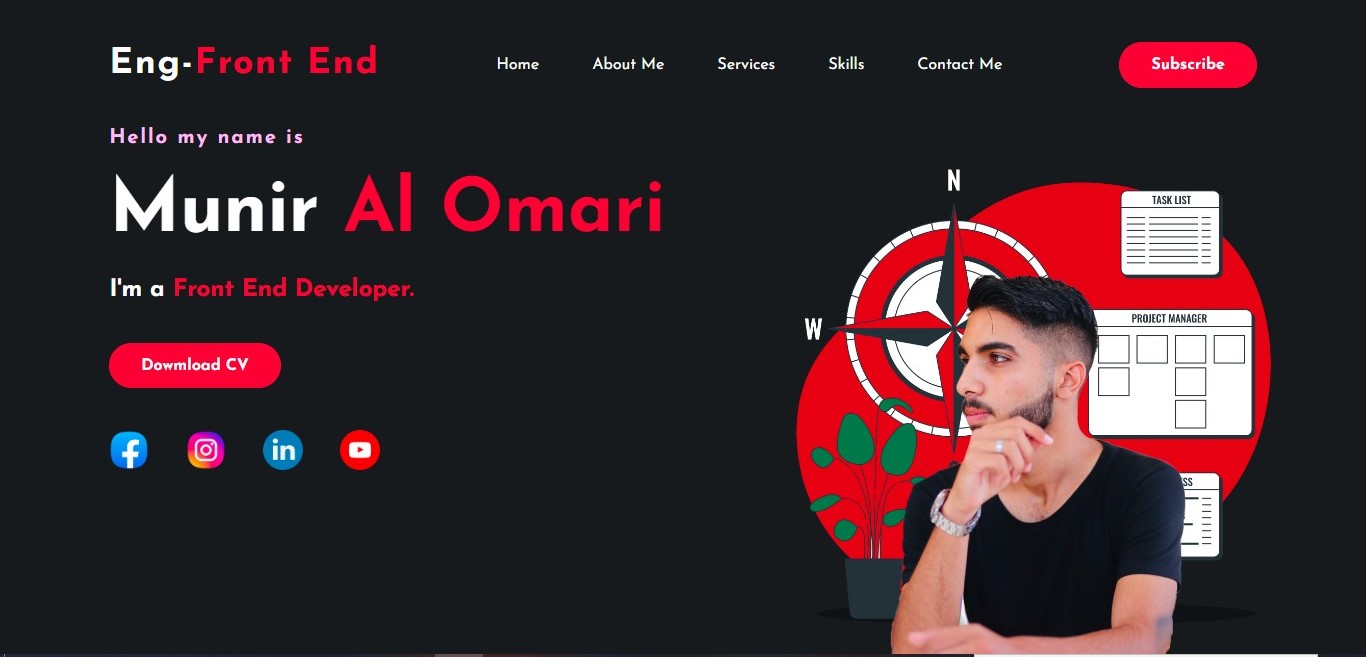 Eng-Front End
Home
About Me
Services
Skills
Contact Me
Subscribe
Hello my name is
Munir Al Omari
I'm a Front End Developer.
Dowmload CV
in
N
W
TASK LIST
PROJECT MANAGER
SS